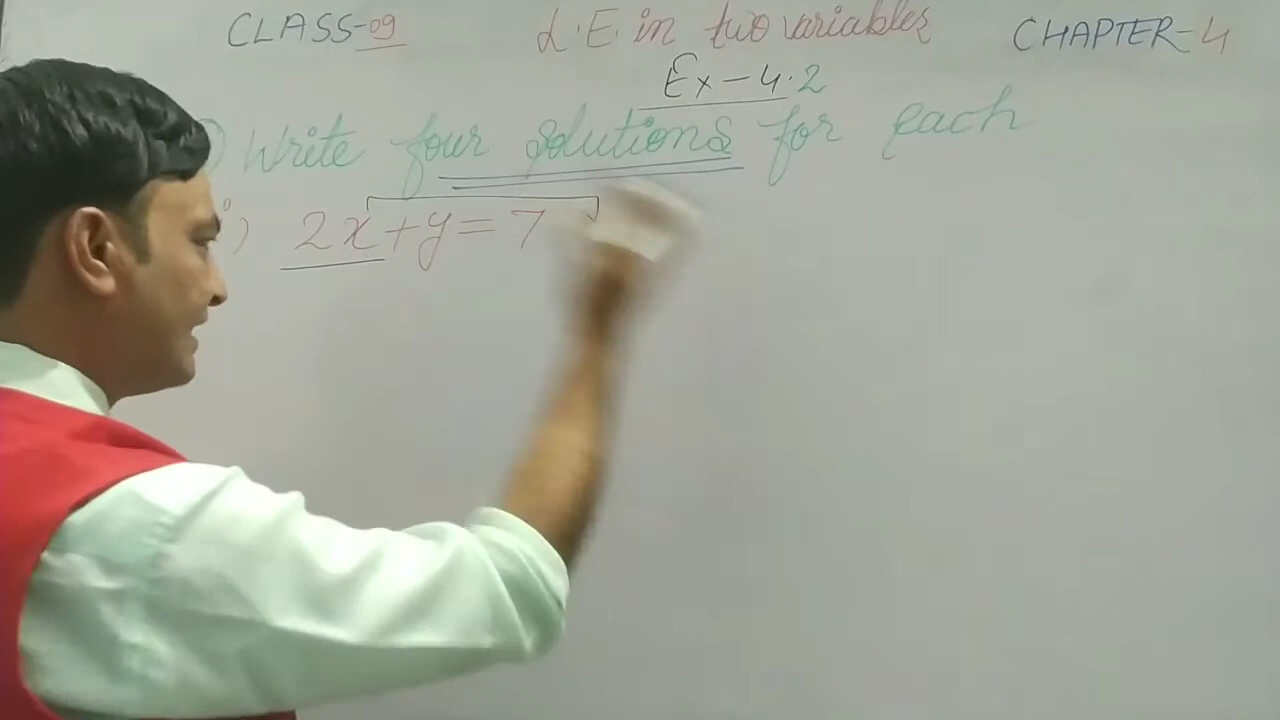 CLASS-09 L.E. in two variables CHAPTER-4
Ex-4.2
Write four solutions for each
i) 2x+y=7